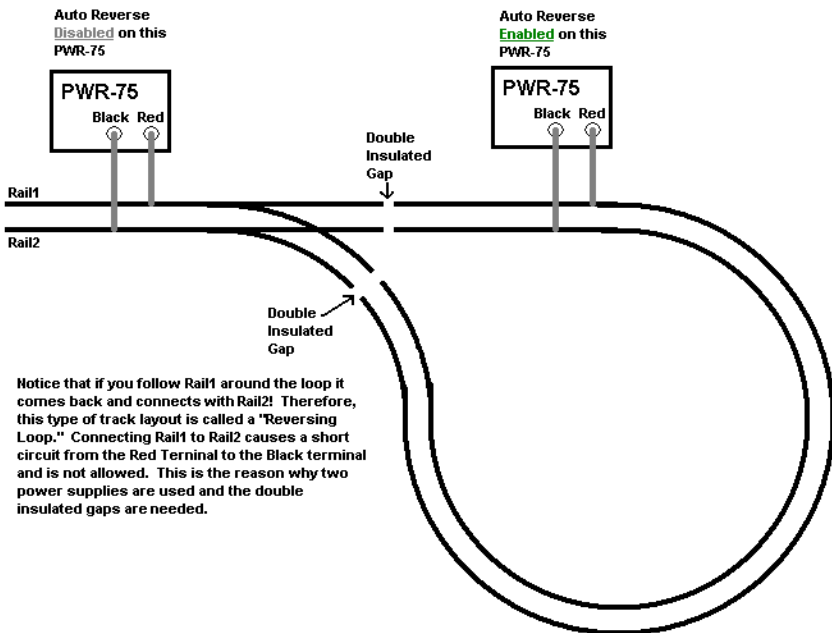 Auto Reverse
Disabled on this
PWR-75
PWR-75
Black Red
Auto Reverse
Enabled on this
PWR-75
PWR-75
Black Red
Double
Insulated
Gap
Rail1
Rail2
Double
Insulated
Gap
Notice that if you follow Rail1 around the loop it
comes back and connects with Rail2! Therefore,
this type of track layout is called a "Reversing
Loop." Connecting Rail1 to Rail2 causes a short
circuit from the Red Terninal to the Black terminal
and is not allowed. This is the reason why two
power supplies are used and the double
insulated gaps are needed.